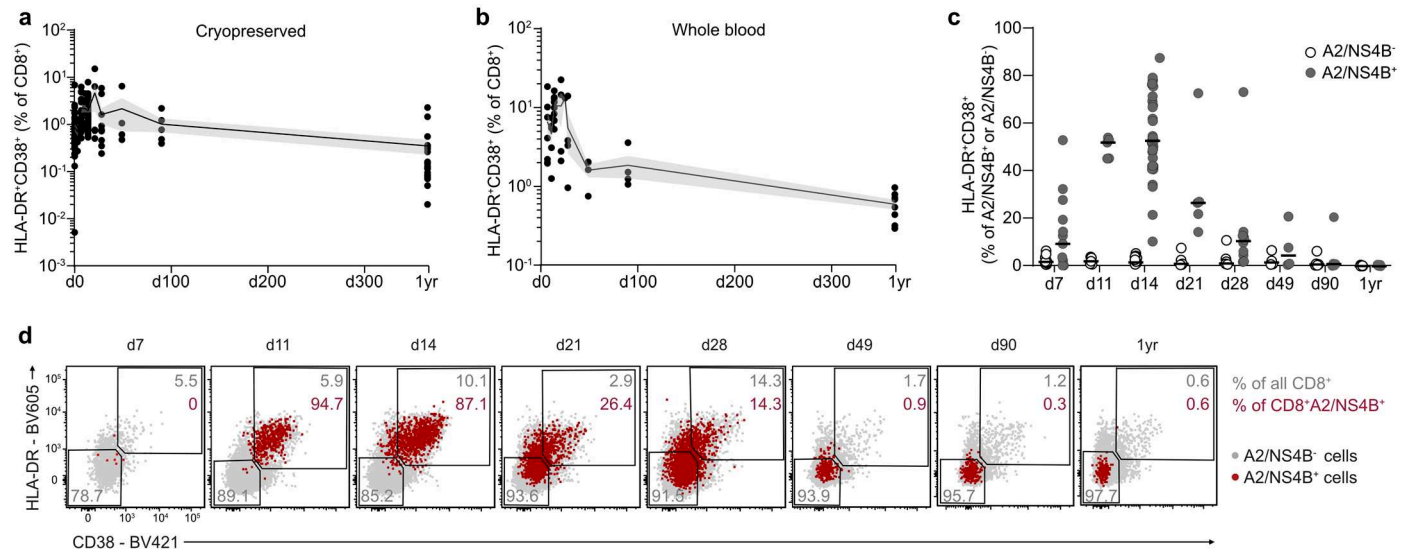 a
Cryopreserved
HLA-DR⁺CD38⁺ (% of CD8⁺)
10²
10¹
10⁰
10⁻¹
10⁻²
10⁻³
d0 d100 d200 d300 1yr
b
Whole blood
HLA-DR⁺CD38⁺ (% of CD8⁺)
10²
10¹
10⁰
10⁻¹
d0 d100 d200 d300 1yr
c
HLA-DR⁺CD38⁺
(% of A2/NS4B⁺ or A2/NS4B⁻)
100
80
60
40
20
0
d7 d11 d14 d21 d28 d49 d90 1yr
A2/NS4B⁻
A2/NS4B⁺
d
d7 d11 d14 d21 d28 d49 d90 1yr
HLA-DR - BV605
10⁵
10⁴
10³
0
5.5 5.9 10.1 2.9 14.3 1.7 1.2 0.6
0 94.7 87.1 26.4 14.3 0.9 0.3 0.6
78.7 89.1 85.2 93.6 93.9 95.7 97.7
0 10³ 10⁴ 10⁵
CD38 - BV421
% of all CD8⁺
% of CD8⁺A2/NS4B⁺
A2/NS4B⁻ cells
A2/NS4B⁺ cells